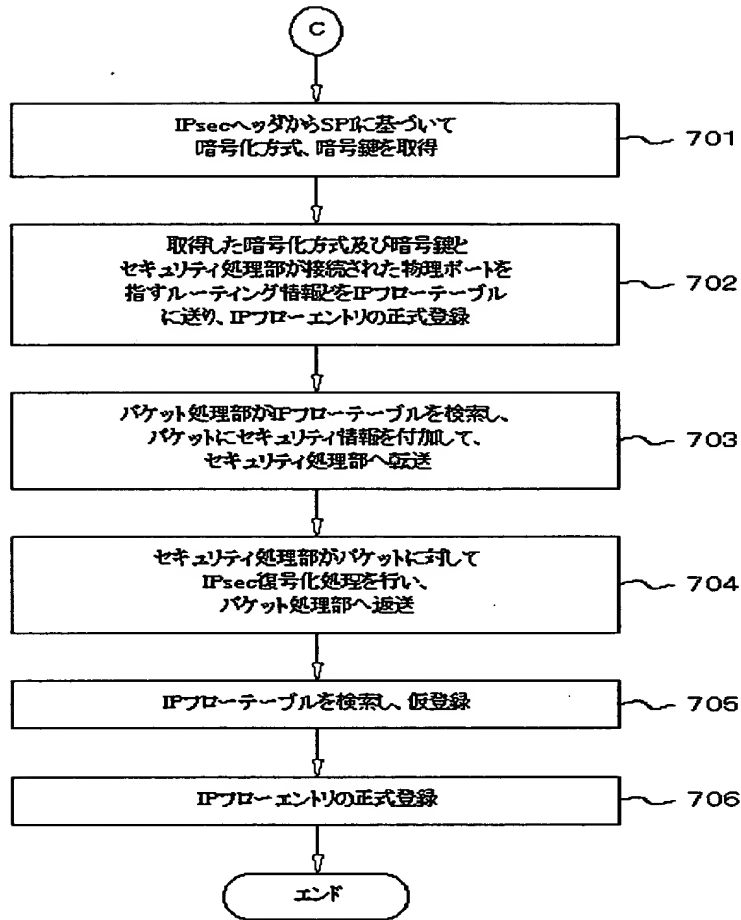 C
IPsecヘッダからSPIに基づいて
暗号化方式、暗号鍵を取得
701
取得した暗号化方式及び暗号鍵と
セキュリティ処理部が接続された物理ポートを
指すルーティング情報とをIPフローテーブル
に送り、IPフローエントリの正式登録
702
パケット処理部がIPフローテーブルを検索し、
パケットにセキュリティ情報を付加して、
セキュリティ処理部へ転送
703
セキュリティ処理部がパケットに対して
IPsec復号化処理を行い、
パケット処理部へ返送
704
IPフローテーブルを検索し、仮登録
705
IPフローエントリの正式登録
706
エンド